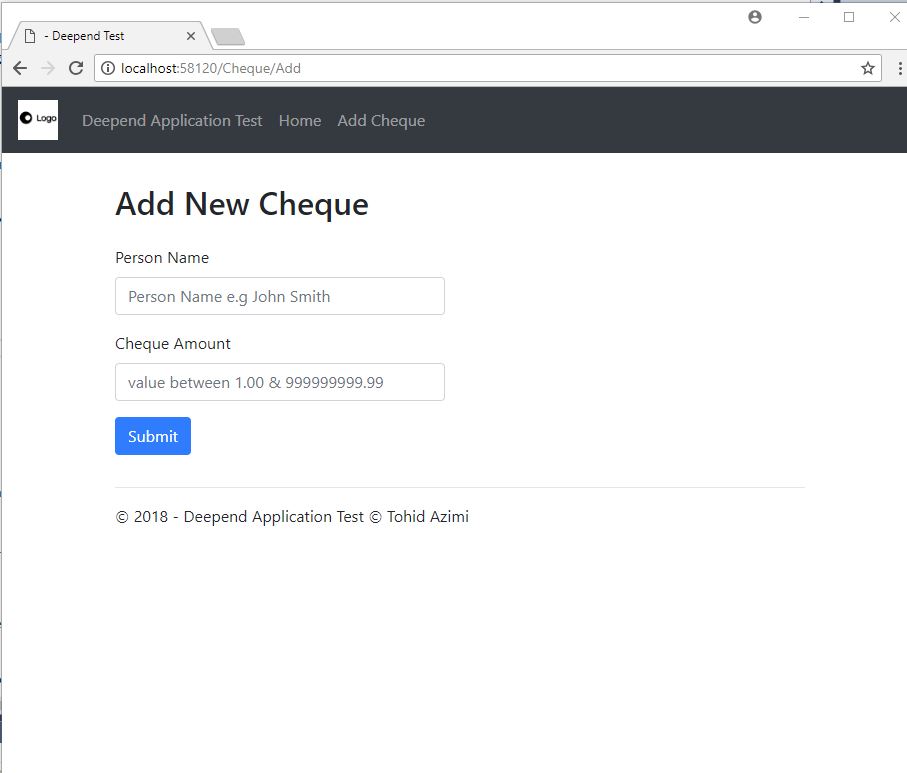 - Deepend Test
localhost:58120/Cheque/Add
Logo
Deepend Application Test Home Add Cheque
Add New Cheque
Person Name
Person Name e.g John Smith
Cheque Amount
value between 1.00 & 999999999.99
Submit
© 2018 - Deepend Application Test © Tohid Azimi